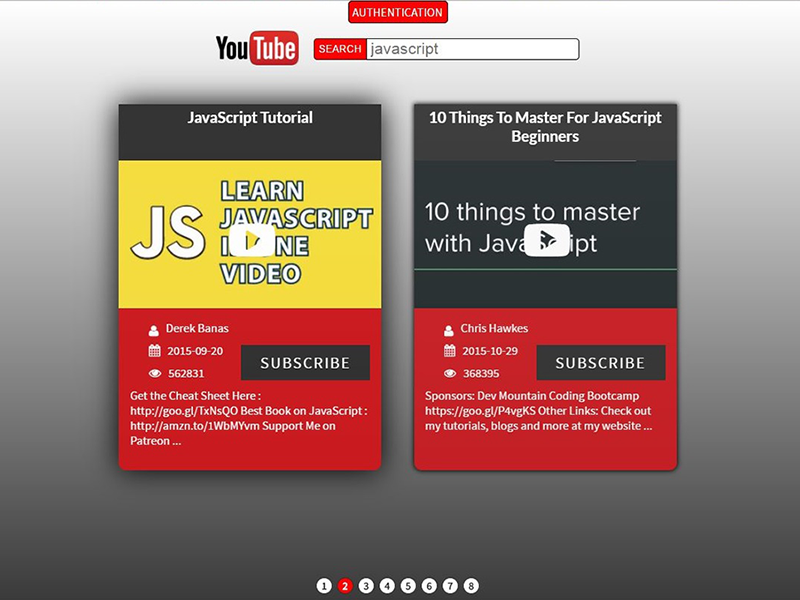 AUTHENTICATION
YouTube
SEARCH javascript
JavaScript Tutorial
LEARN
JS JAVASCRIPT
VIDEO
Derek Banas
2015-09-20
562831
SUBSCRIBE
Get the Cheat Sheet Here :
http://goo.gl/TxNsQO Best Book on JavaScript :
http://amzn.to/1WbMYvm Support Me on
Patreon ...
10 Things To Master For JavaScript
Beginners
10 things to master
with JavaScript
Chris Hawkes
2015-10-29
368395
SUBSCRIBE
Sponsors: Dev Mountain Coding Bootcamp
https://goo.gl/P4vgKS Other Links: Check out
my tutorials, blogs and more at my website ...
1 2 3 4 5 6 7 8